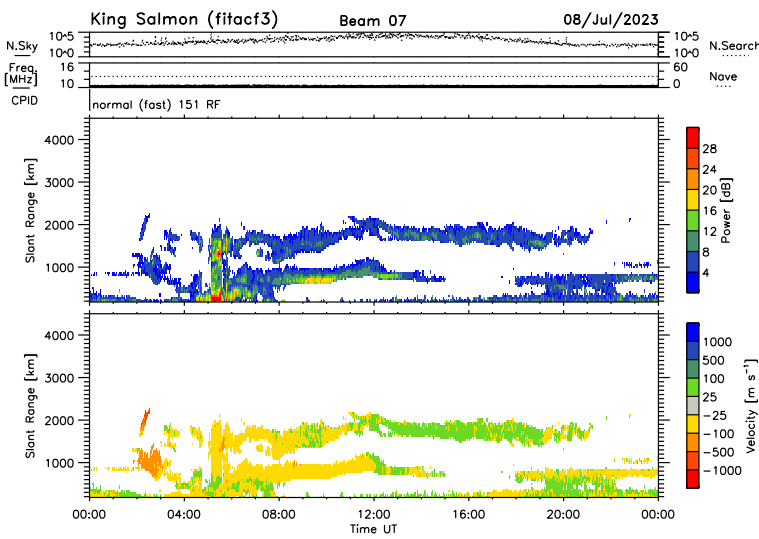 King Salmon (fitacf3) Beam 07 08/Jul/2023
N.Sky 10^5 10^0 10^5 10^0 N.Search
Freq [MHz] 16 10 60 0 Nave
CPID normal (fast) 151 RF
Slant Range [km] 4000 3000 2000 1000
28 24 20 16 12 8 4 Power [dB]
Slant Range [km] 4000 3000 2000 1000
1000 500 100 25 −25 −100 −500 −1000 Velocity [m s⁻¹]
00:00 04:00 08:00 12:00 16:00 20:00 00:00
Time UT